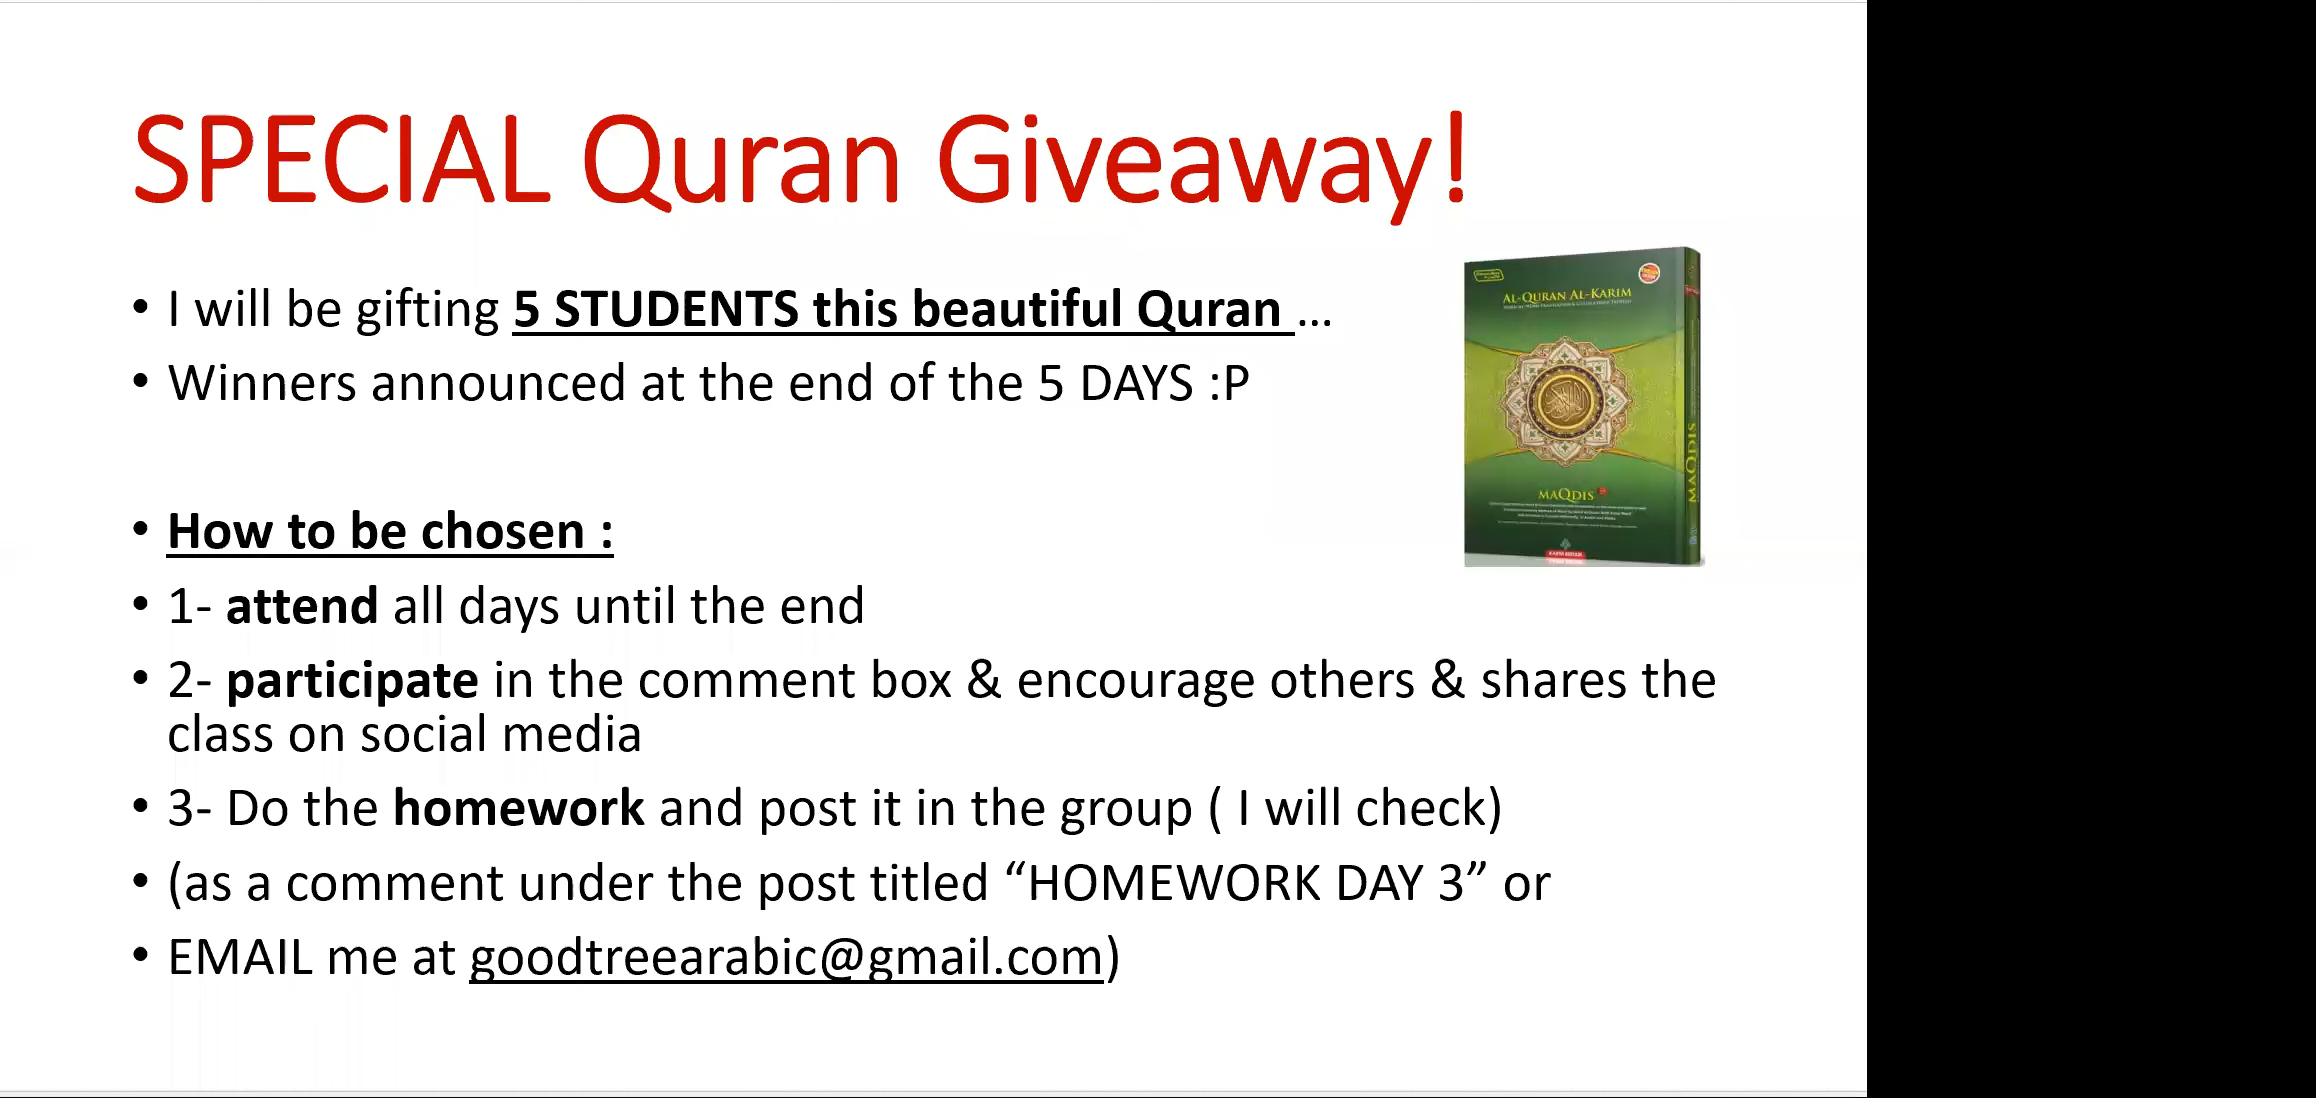 SPECIAL Quran Giveaway!
• I will be gifting 5 STUDENTS this beautiful Quran ...
• Winners announced at the end of the 5 DAYS :P
AL-QURAN AL-KARIM
MAQDIS
MAQDIS
• How to be chosen :
• 1- attend all days until the end
• 2- participate in the comment box & encourage others & shares the
class on social media
• 3- Do the homework and post it in the group ( I will check)
• (as a comment under the post titled “HOMEWORK DAY 3” or
• EMAIL me at goodtreearabic@gmail.com)